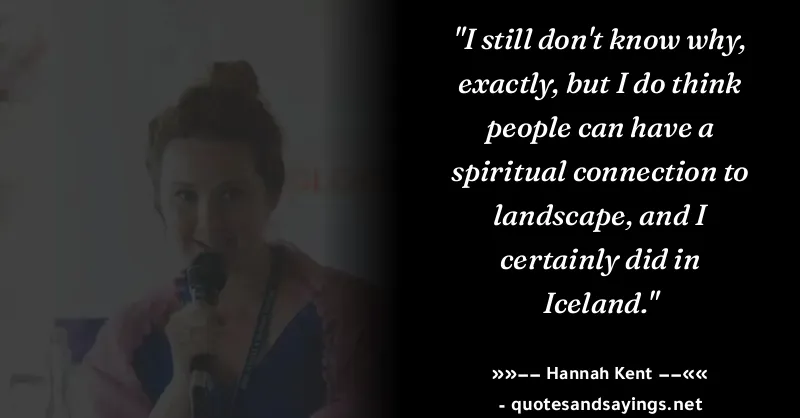 "I still don't know why,
exactly, but I do think
people can have a
spiritual connection to
landscape, and I
certainly did in
Iceland."
»»−− Hannah Kent −−««
- quotesandsayings.net